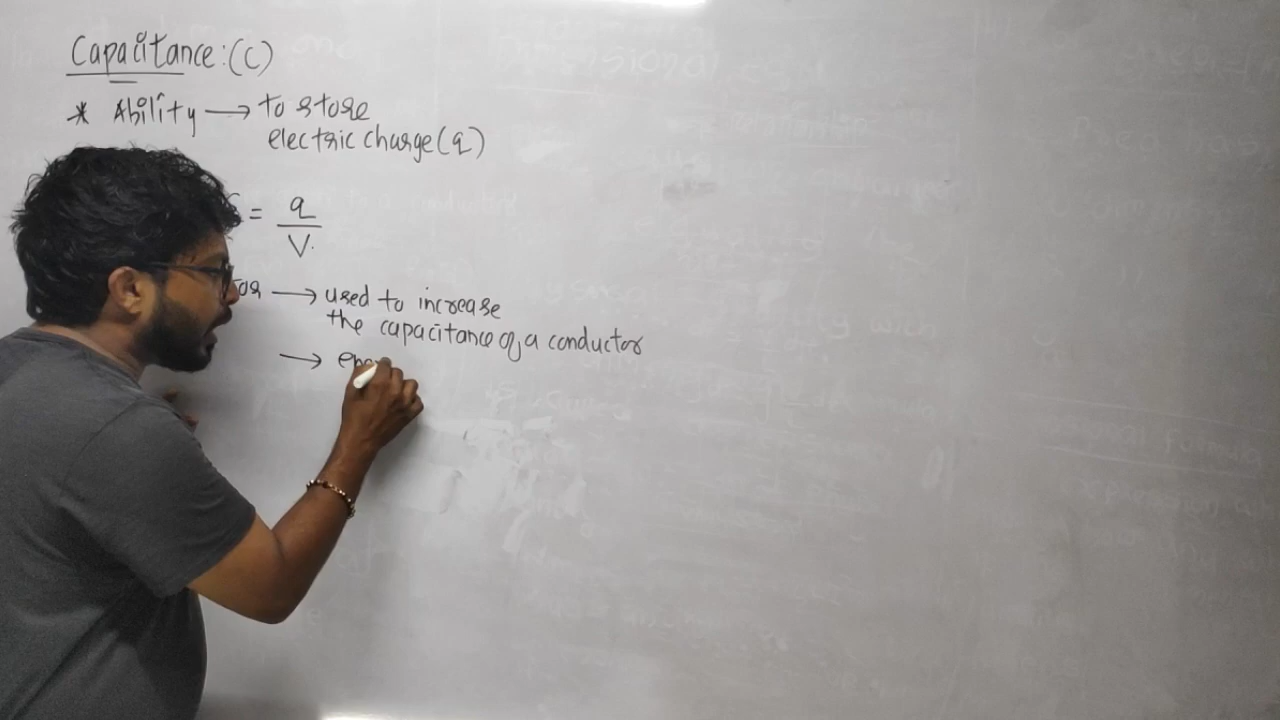 Capacitance:(C)
* Ability → to store
electric charge(q)
= q
V.
→ used to increase
the capacitance of a conductor
→